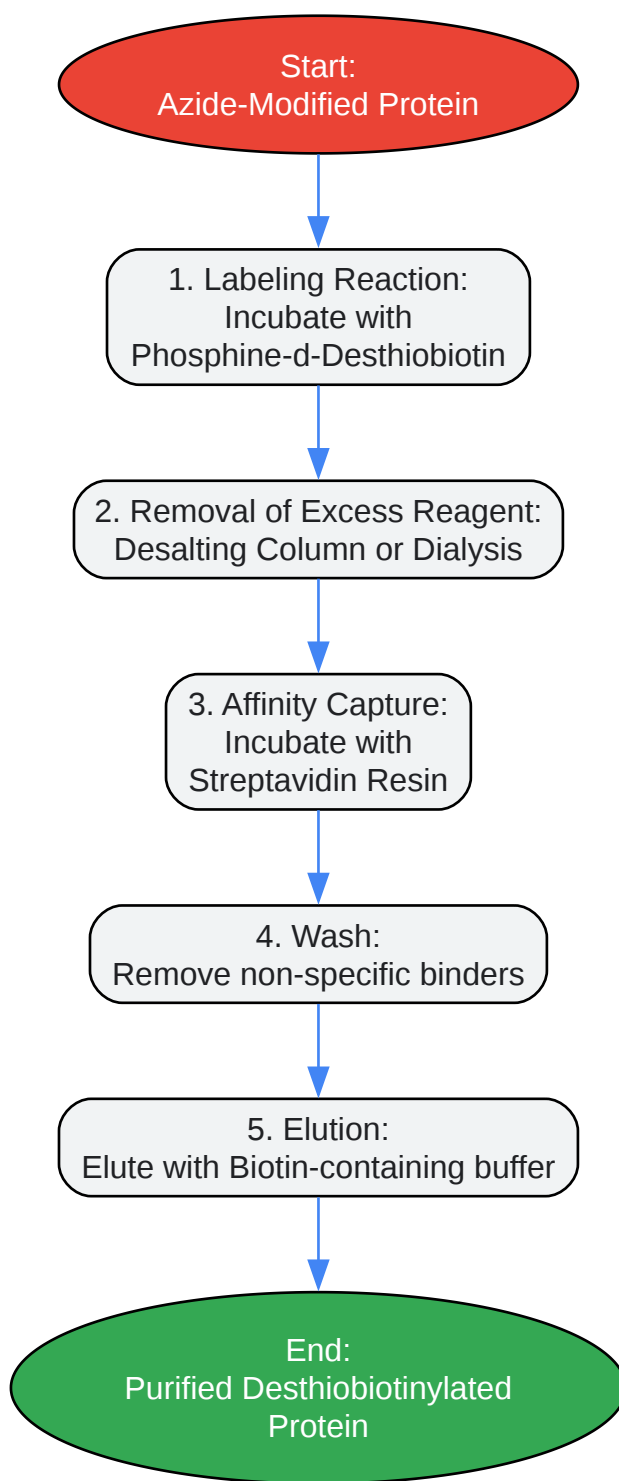 Start:
Azide-Modified Protein
1. Labeling Reaction:
Incubate with
Phosphine-d-Desthiobiotin
2. Removal of Excess Reagent:
Desalting Column or Dialysis
3. Affinity Capture:
Incubate with
Streptavidin Resin
4. Wash:
Remove non-specific binders
5. Elution:
Elute with Biotin-containing buffer
End:
Purified Desthiobiotinylated
Protein